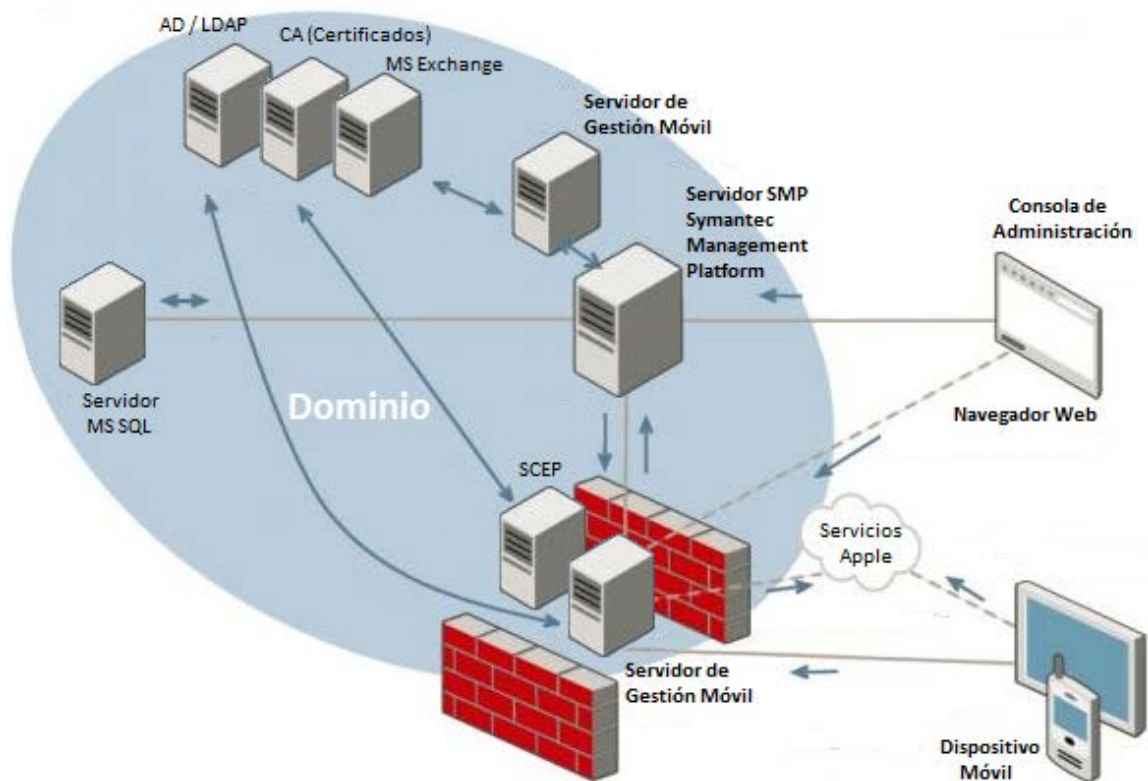 AD / LDAP
CA (Certificados)
MS Exchange
Servidor de
Gestión Móvil
Servidor SMP
Symantec
Management
Platform
Consola de
Administración
Servidor
MS SQL
Dominio
Navegador Web
SCEP
Servicios
Apple
Servidor de
Gestión Móvil
Dispositivo
Móvil